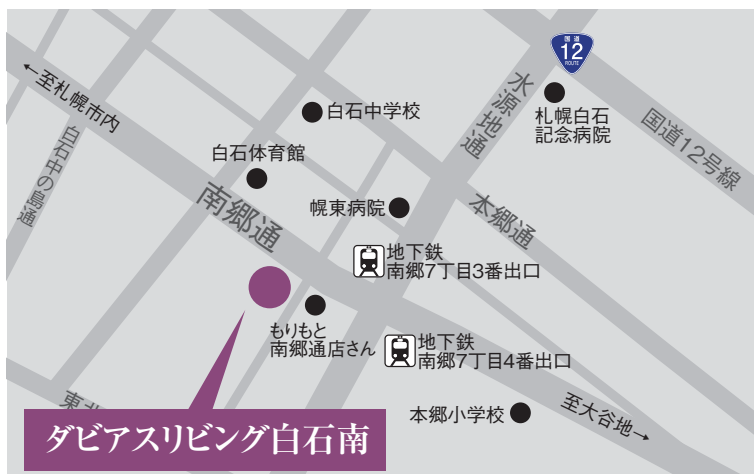 国道
12
ROUTE
←至札幌市内
水源地通
白石中学校
札幌白石
記念病院
国道12号線
白石中の島通
白石体育館
南郷通
幌東病院
本郷通
地下鉄
南郷7丁目3番出口
もりもと
南郷通店さん
地下鉄
南郷7丁目4番出口
東北
本郷小学校
至大谷地→
ダビアスリビング白石南